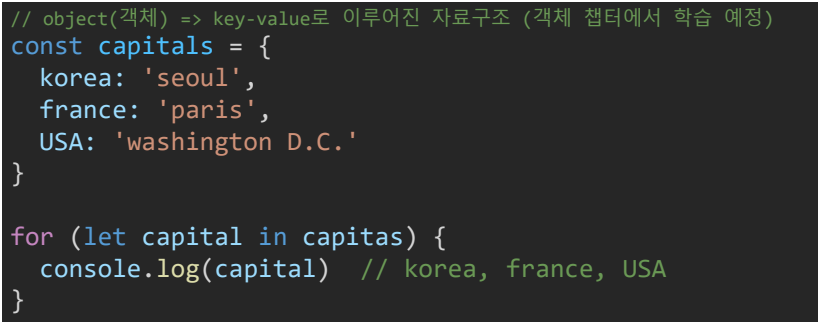 // object(객체) => key-value로 이루어진 자료구조 (객체 챕터에서 학습 예정)
const capitals = {
  korea: 'seoul',
  france: 'paris',
  USA: 'washington D.C.'
}

for (let capital in capitas) {
  console.log(capital)  // korea, france, USA
}